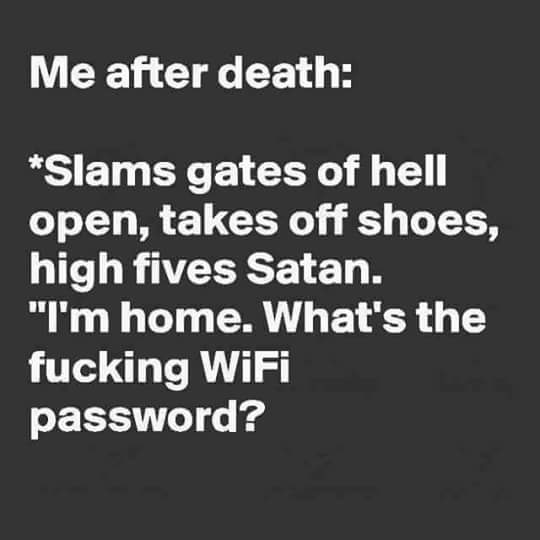 Me after death:
*Slams gates of hell
open, takes off shoes,
high fives Satan.
"I'm home. What's the
fucking WiFi
password?